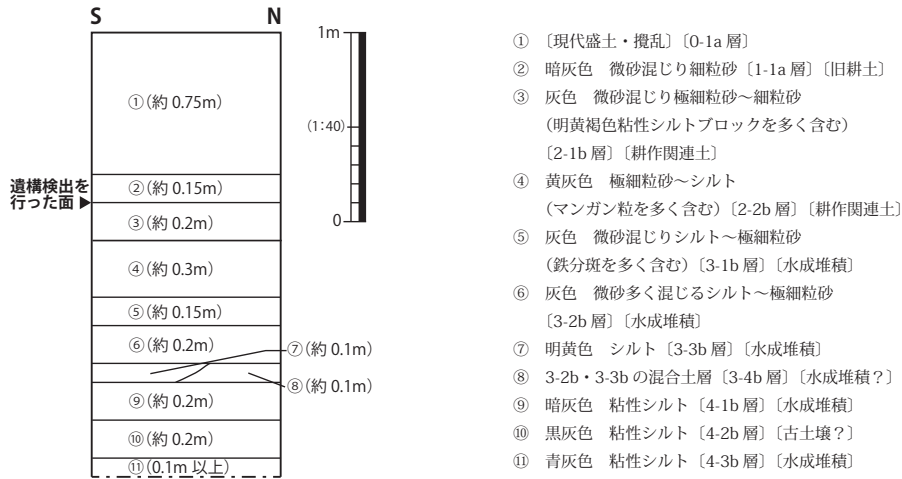 S N
①(約 0.75m)
遺構検出を
行った面▶
②(約 0.15m)
③(約 0.2m)
④(約 0.3m)
⑤(約 0.15m)
⑥(約 0.2m)
⑦(約 0.1m)
⑧(約 0.1m)
⑨(約 0.2m)
⑩(約 0.2m)
⑪(0.1m 以上)
1m
(1:40)
0
① 〔現代盛土・攪乱〕〔0-1a 層〕
② 暗灰色 微砂混じり細粒砂〔1-1a 層〕〔旧耕土〕
③ 灰色 微砂混じり極細粒砂～細粒砂
(明黄褐色粘性シルトブロックを多く含む)
〔2-1b 層〕〔耕作関連土〕
④ 黄灰色 極細粒砂～シルト
(マンガン粒を多く含む)〔2-2b 層〕〔耕作関連土〕
⑤ 灰色 微砂混じりシルト～極細粒砂
(鉄分斑を多く含む)〔3-1b 層〕〔水成堆積〕
⑥ 灰色 微砂多く混じるシルト～極細粒砂
〔3-2b 層〕〔水成堆積〕
⑦ 明黄色 シルト〔3-3b 層〕〔水成堆積〕
⑧ 3-2b・3-3b の混合土層〔3-4b 層〕〔水成堆積？〕
⑨ 暗灰色 粘性シルト〔4-1b 層〕〔水成堆積〕
⑩ 黒灰色 粘性シルト〔4-2b 層〕〔古土壌？〕
⑪ 青灰色 粘性シルト〔4-3b 層〕〔水成堆積〕